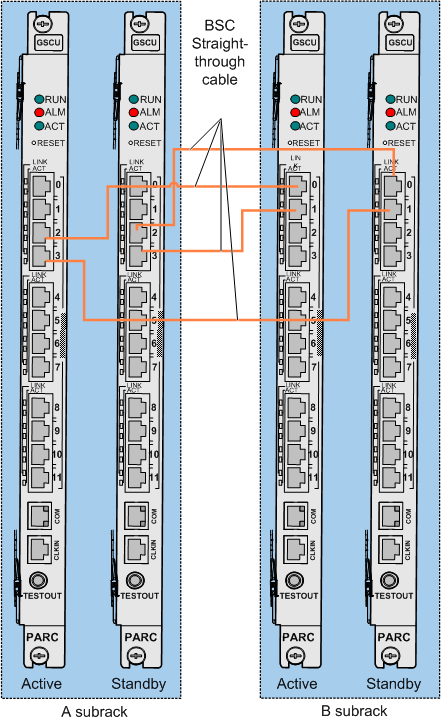 BSC
Straight-
through
cable
GSCU
RUN
ALM
ACT
RESET
LINK
ACT
0
1
2
3
LINK
ACT
4
5
6
7
LINK
ACT
8
9
10
11
COM
CLKIN
TESTOUT
PARC
Active
GSCU
RUN
ALM
ACT
RESET
LINK
ACT
0
1
2
3
LINK
ACT
4
5
6
7
LINK
ACT
8
9
10
11
COM
CLKIN
TESTOUT
PARC
Standby
A subrack
GSCU
RUN
ALM
ACT
RESET
LIN
K
ACT
0
1
2
3
LINK
ACT
4
5
6
7
LINK
ACT
8
9
10
11
COM
CLKIN
TESTOUT
PARC
Active
GSCU
RUN
ALM
ACT
RESET
LINK
ACT
0
1
2
3
LINK
ACT
4
5
6
7
LINK
ACT
8
9
10
11
COM
CLKIN
TESTOUT
PARC
Standby
B subrack